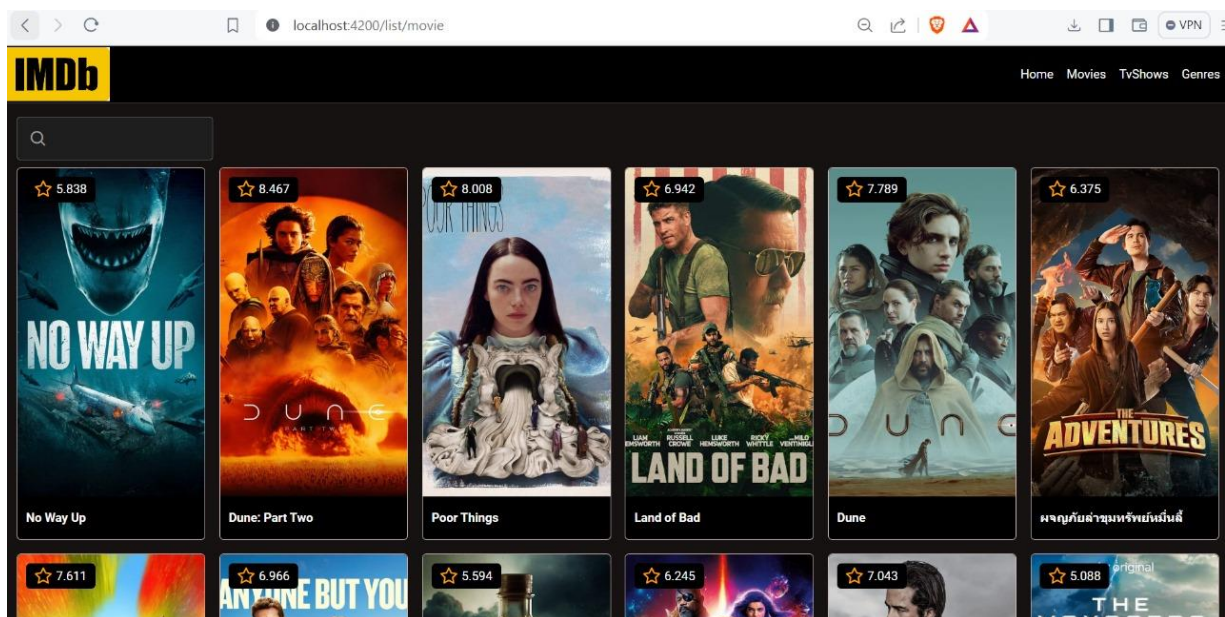 localhost:4200/list/movie
VPN
IMDb
Home Movies TvShows Genres
5.838
8.467
8.008
6.942
7.789
6.375
POOR THINGS
NO WAY UP
DUNE
PART TWO
LIAM RUSSELL LUKE RICKY ...MILO
EMSWORTH CROWE HEMSWORTH WHITTLE VENTIMIGL
LAND OF BAD
DUNE
THE
ADVENTURES
No Way Up
Dune: Part Two
Poor Things
Land of Bad
Dune
ผจญภัยล่าขุมทรัพย์หมื่นลี้
7.611
6.966
5.594
6.245
7.043
5.088
ANYONE BUT YOU
original
THE